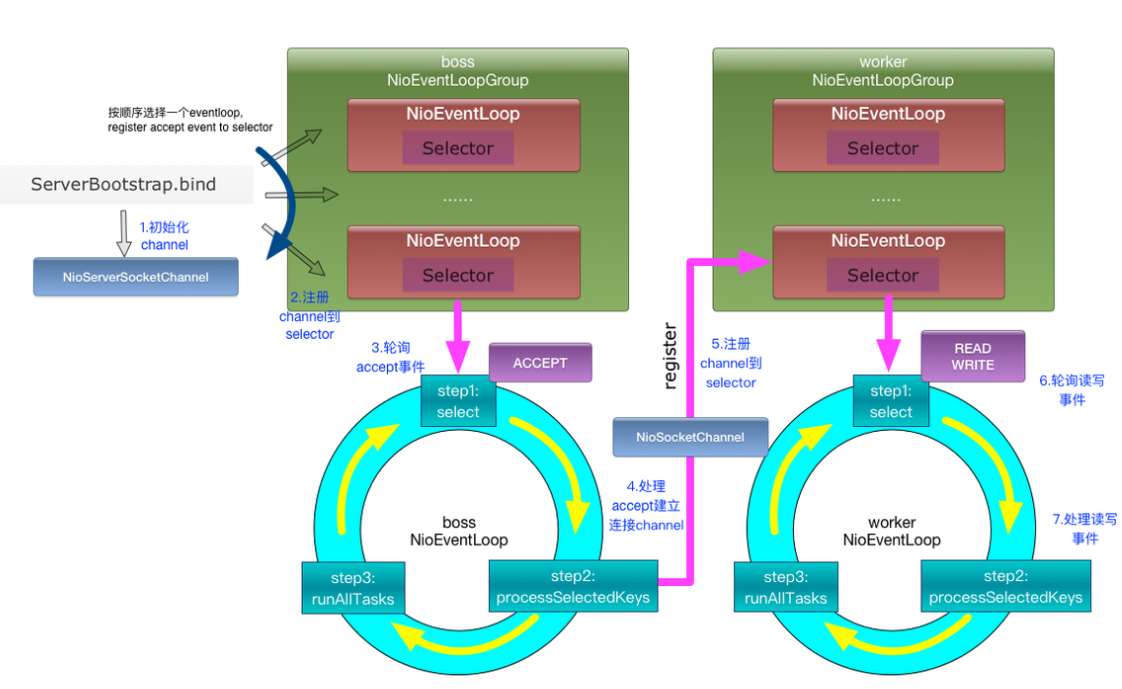 boss
NioEventLoopGroup
NioEventLoop
Selector
......
NioEventLoop
Selector
worker
NioEventLoopGroup
NioEventLoop
Selector
......
NioEventLoop
Selector
按顺序选择一个eventloop,
register accept event to selector
ServerBootstrap.bind
1.初始化
channel
NioServerSocketChannel
2.注册
channel到
selector
3.轮询
accept事件
ACCEPT
step1:
select
boss
NioEventLoop
step3:
runAllTasks
step2:
processSelectedKeys
4.处理
accept建立
连接channel
NioSocketChannel
register
5.注册
channel到
selector
READ
WRITE
6.轮询读写
事件
step1:
select
worker
NioEventLoop
7.处理读写
事件
step3:
runAllTasks
step2:
processSelectedKeys